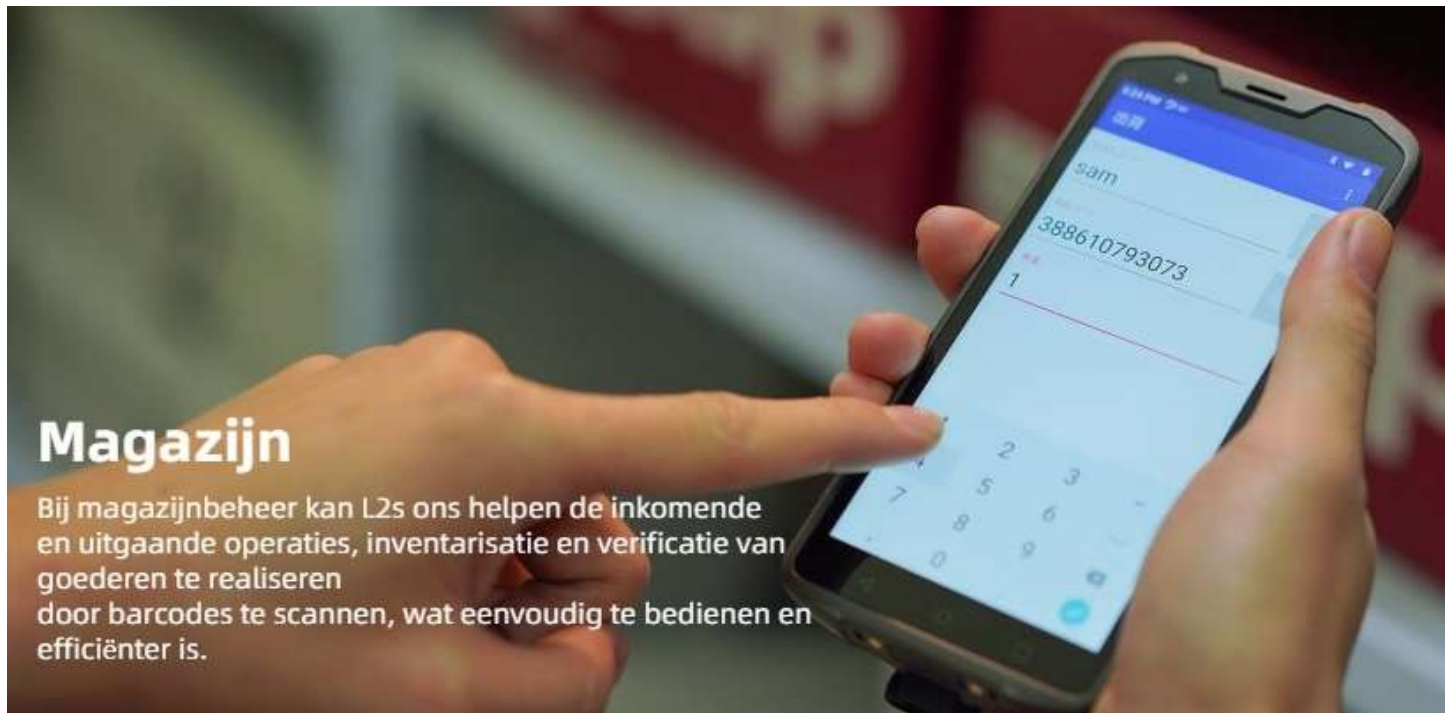 出荷
sam
388610793073
1
2
3
5
6
7
8
9
0
Magazijn
Bij magazijnbeheer kan L2s ons helpen de inkomende
en uitgaande operaties, inventarisatie en verificatie van
goederen te realiseren
door barcodes te scannen, wat eenvoudig te bedienen en
efficiënter is.